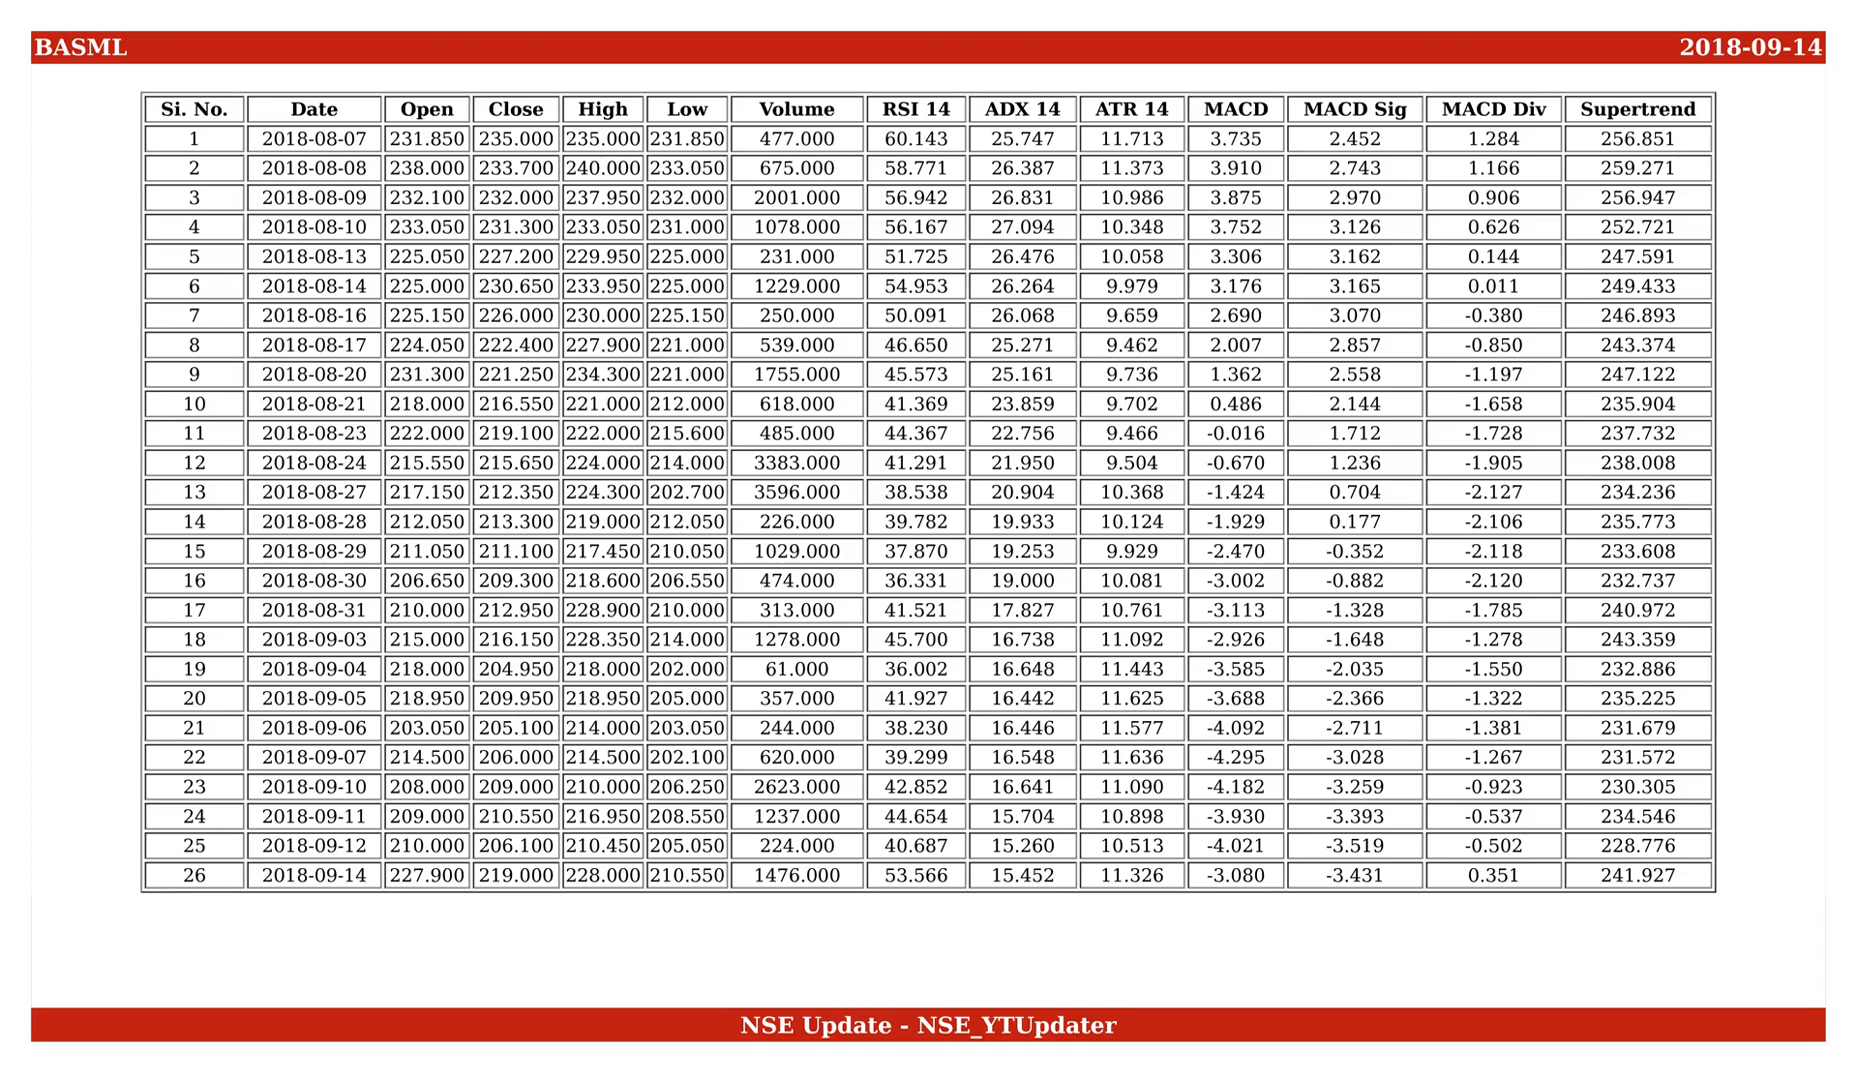 BASML 2018-09-14
Si. No. Date Open Close High Low Volume RSI 14 ADX 14 ATR 14 MACD MACD Sig MACD Div Supertrend
1 2018-08-07 231.850 235.000 235.000 231.850 477.000 60.143 25.747 11.713 3.735 2.452 1.284 256.851
2 2018-08-08 238.000 233.700 240.000 233.050 675.000 58.771 26.387 11.373 3.910 2.743 1.166 259.271
3 2018-08-09 232.100 232.000 237.950 232.000 2001.000 56.942 26.831 10.986 3.875 2.970 0.906 256.947
4 2018-08-10 233.050 231.300 233.050 231.000 1078.000 56.167 27.094 10.348 3.752 3.126 0.626 252.721
5 2018-08-13 225.050 227.200 229.950 225.000 231.000 51.725 26.476 10.058 3.306 3.162 0.144 247.591
6 2018-08-14 225.000 230.650 233.950 225.000 1229.000 54.953 26.264 9.979 3.176 3.165 0.011 249.433
7 2018-08-16 225.150 226.000 230.000 225.150 250.000 50.091 26.068 9.659 2.690 3.070 -0.380 246.893
8 2018-08-17 224.050 222.400 227.900 221.000 539.000 46.650 25.271 9.462 2.007 2.857 -0.850 243.374
9 2018-08-20 231.300 221.250 234.300 221.000 1755.000 45.573 25.161 9.736 1.362 2.558 -1.197 247.122
10 2018-08-21 218.000 216.550 221.000 212.000 618.000 41.369 23.859 9.702 0.486 2.144 -1.658 235.904
11 2018-08-23 222.000 219.100 222.000 215.600 485.000 44.367 22.756 9.466 -0.016 1.712 -1.728 237.732
12 2018-08-24 215.550 215.650 224.000 214.000 3383.000 41.291 21.950 9.504 -0.670 1.236 -1.905 238.008
13 2018-08-27 217.150 212.350 224.300 202.700 3596.000 38.538 20.904 10.368 -1.424 0.704 -2.127 234.236
14 2018-08-28 212.050 213.300 219.000 212.050 226.000 39.782 19.933 10.124 -1.929 0.177 -2.106 235.773
15 2018-08-29 211.050 211.100 217.450 210.050 1029.000 37.870 19.253 9.929 -2.470 -0.352 -2.118 233.608
16 2018-08-30 206.650 209.300 218.600 206.550 474.000 36.331 19.000 10.081 -3.002 -0.882 -2.120 232.737
17 2018-08-31 210.000 212.950 228.900 210.000 313.000 41.521 17.827 10.761 -3.113 -1.328 -1.785 240.972
18 2018-09-03 215.000 216.150 228.350 214.000 1278.000 45.700 16.738 11.092 -2.926 -1.648 -1.278 243.359
19 2018-09-04 218.000 204.950 218.000 202.000 61.000 36.002 16.648 11.443 -3.585 -2.035 -1.550 232.886
20 2018-09-05 218.950 209.950 218.950 205.000 357.000 41.927 16.442 11.625 -3.688 -2.366 -1.322 235.225
21 2018-09-06 203.050 205.100 214.000 203.050 244.000 38.230 16.446 11.577 -4.092 -2.711 -1.381 231.679
22 2018-09-07 214.500 206.000 214.500 202.100 620.000 39.299 16.548 11.636 -4.295 -3.028 -1.267 231.572
23 2018-09-10 208.000 209.000 210.000 206.250 2623.000 42.852 16.641 11.090 -4.182 -3.259 -0.923 230.305
24 2018-09-11 209.000 210.550 216.950 208.550 1237.000 44.654 15.704 10.898 -3.930 -3.393 -0.537 234.546
25 2018-09-12 210.000 206.100 210.450 205.050 224.000 40.687 15.260 10.513 -4.021 -3.519 -0.502 228.776
26 2018-09-14 227.900 219.000 228.000 210.550 1476.000 53.566 15.452 11.326 -3.080 -3.431 0.351 241.927
NSE Update - NSE_YTUpdater